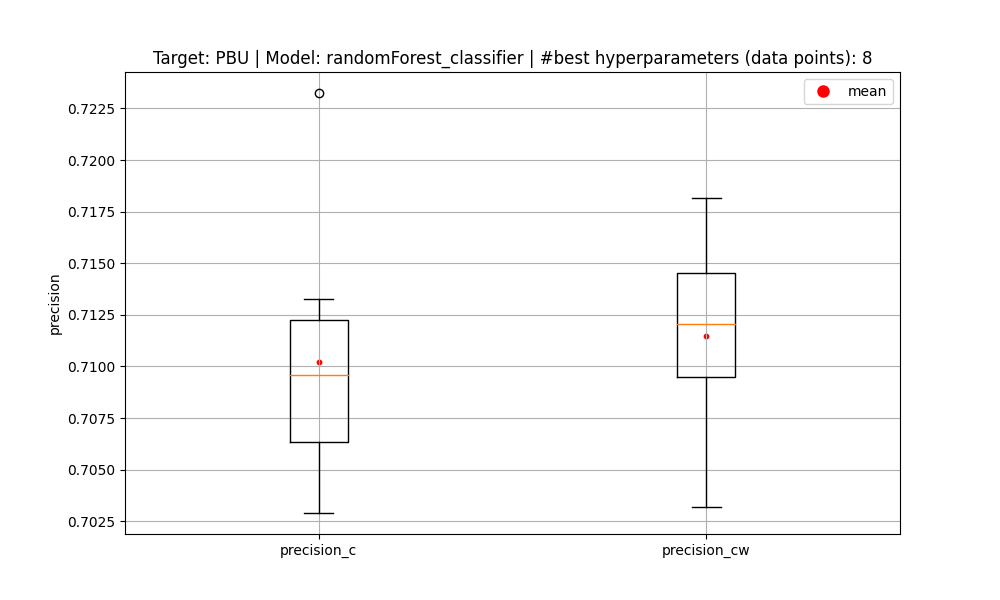 Target: PBU | Model: randomForest_classifier | #best hyperparameters (data points): 8
mean
0.7225
0.7200
0.7175
0.7150
0.7125
0.7100
0.7075
0.7050
0.7025
precision
precision_c
precision_cw